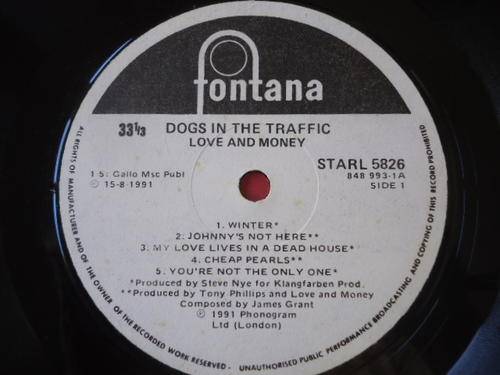 fontana
33⅓
DOGS IN THE TRAFFIC
LOVE AND MONEY
STARL 5826
848 993-1A
SIDE 1
1 5: Gallo Msc Publ
℗ 15-8-1991
1. WINTER*
2. JOHNNY'S NOT HERE**
3. MY LOVE LIVES IN A DEAD HOUSE*
4. CHEAP PEARLS**
5. YOU'RE NOT THE ONLY ONE*
*Produced by Steve Nye for Klangfarben Prod.
**Produced by Tony Phillips and Love and Money
Composed by James Grant
℗ 1991 Phonogram
Ltd (London)
ALL RIGHTS OF MANUFACTURER AND OF THE OWNER OF THE RECORDED WORK RESERVED - UNAUTHORISED PUBLIC PERFORMANCE BROADCASTING AND COPYING OF THIS RECORD PROHIBITED